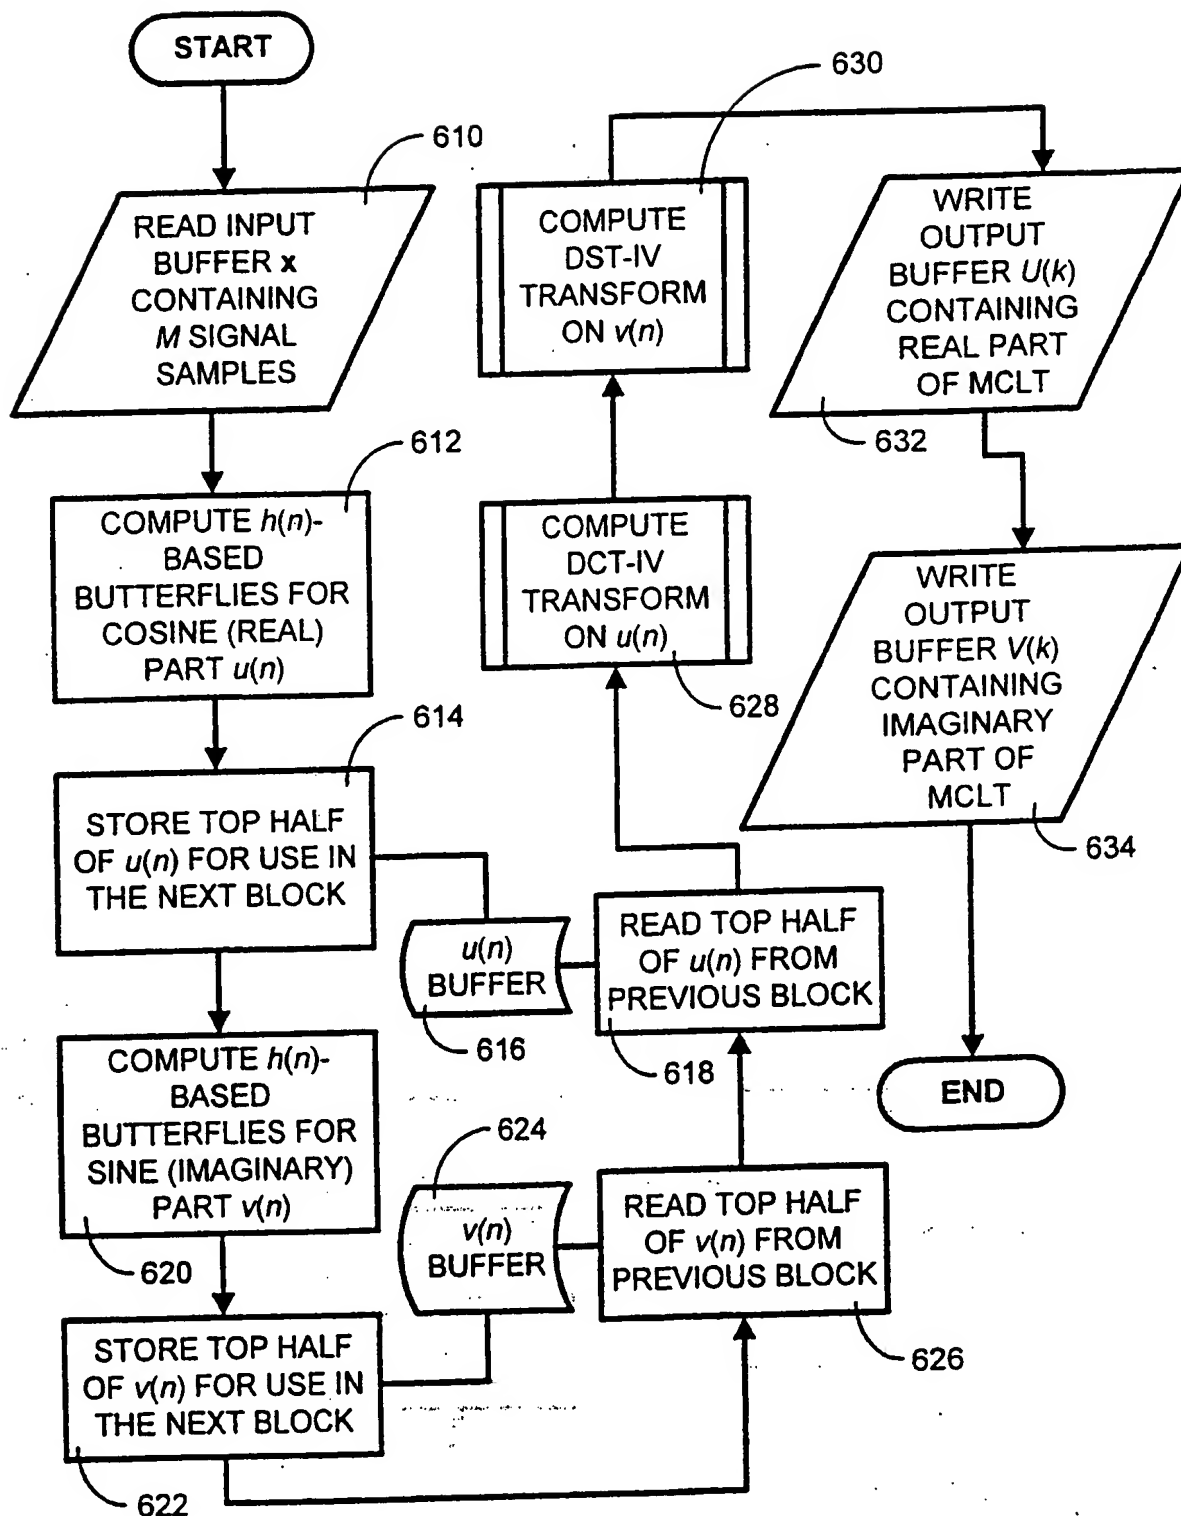 START
610
READ INPUT
BUFFER x
CONTAINING
M SIGNAL
SAMPLES
612
COMPUTE h(n)-
BASED
BUTTERFLIES FOR
COSINE (REAL)
PART u(n)
614
STORE TOP HALF
OF u(n) FOR USE IN
THE NEXT BLOCK
u(n)
BUFFER
616
COMPUTE h(n)-
BASED
BUTTERFLIES FOR
SINE (IMAGINARY)
PART v(n)
620
STORE TOP HALF
OF v(n) FOR USE IN
THE NEXT BLOCK
622
624
v(n)
BUFFER
READ TOP HALF
OF v(n) FROM
PREVIOUS BLOCK
626
READ TOP HALF
OF u(n) FROM
PREVIOUS BLOCK
618
COMPUTE
DCT-IV
TRANSFORM
ON u(n)
628
630
COMPUTE
DST-IV
TRANSFORM
ON v(n)
WRITE
OUTPUT
BUFFER U(k)
CONTAINING
REAL PART
OF MCLT
632
WRITE
OUTPUT
BUFFER V(k)
CONTAINING
IMAGINARY
PART OF
MCLT
634
END